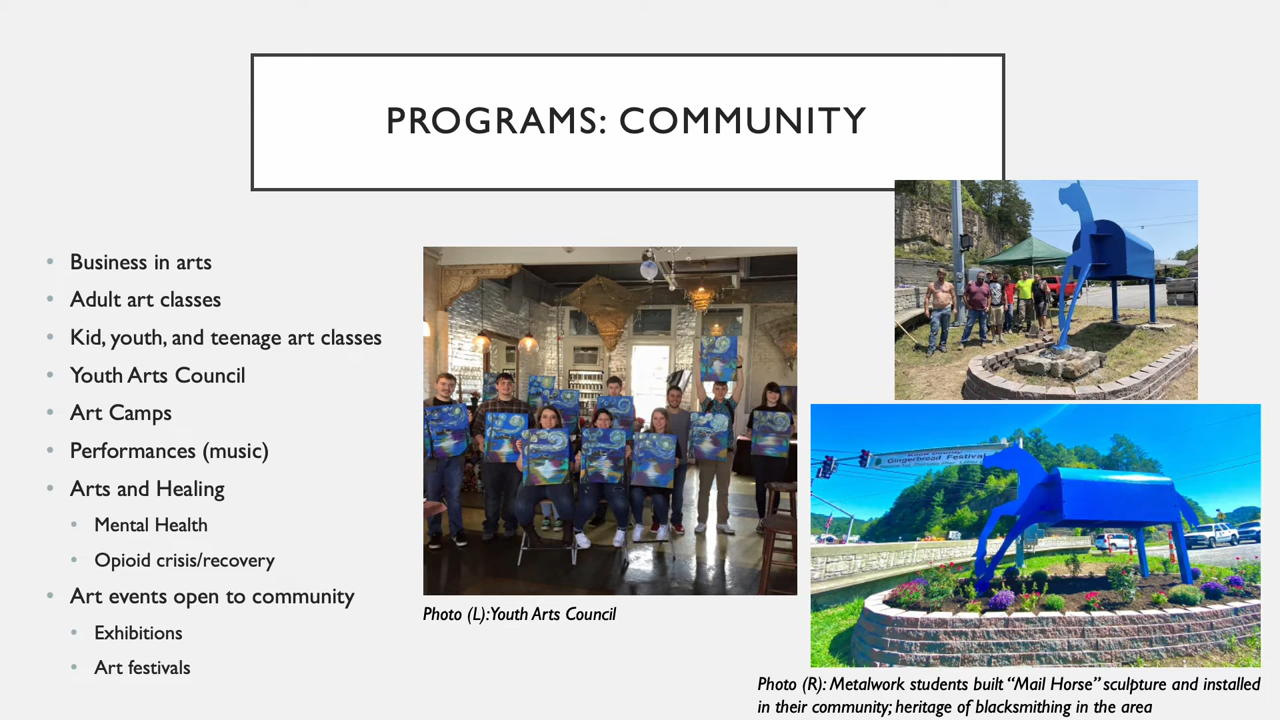 PROGRAMS: COMMUNITY
Business in arts
Adult art classes
Kid, youth, and teenage art classes
Youth Arts Council
Art Camps
Performances (music)
Arts and Healing
Mental Health
Opioid crisis/recovery
Art events open to community
Exhibitions
Art festivals
Photo (L): Youth Arts Council
Gingerbread Festival
Photo (R): Metalwork students built “Mail Horse” sculpture and installed
in their community; heritage of blacksmithing in the area